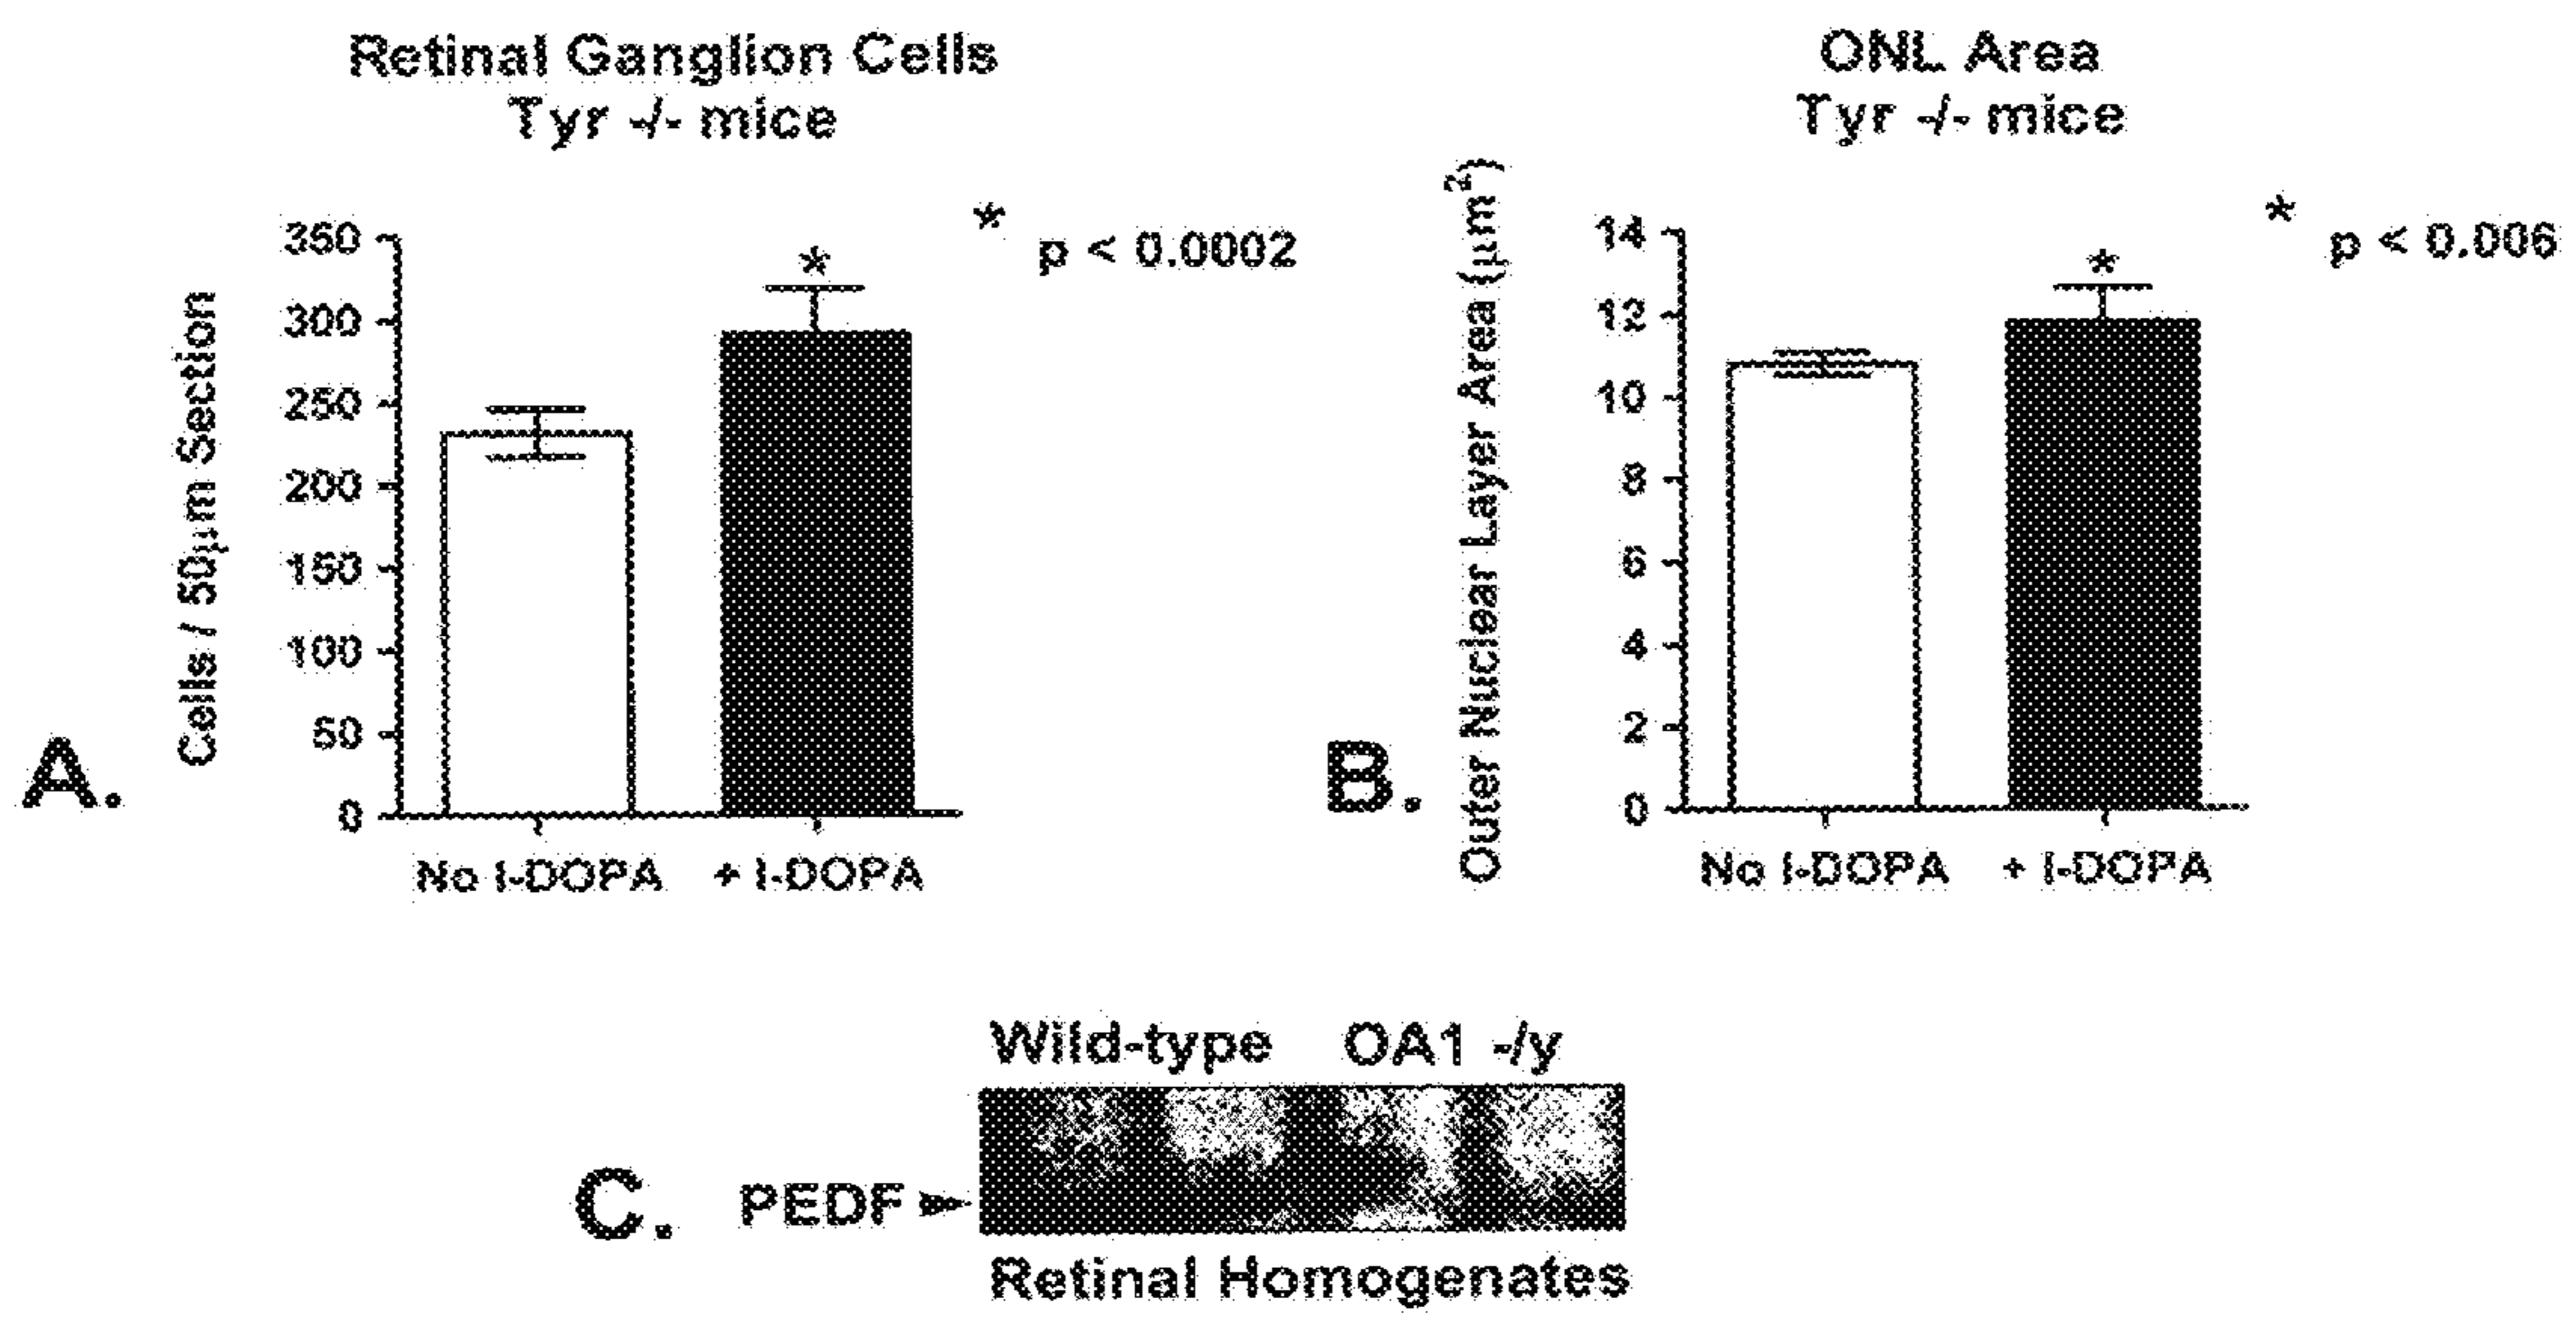 Retinal Ganglion Cells
Tyr -/- mice
* p < 0.0002
*
350
300
250
200
150
100
50
0
Cells / 50μm Section
No l-DOPA + l-DOPA
A.
ONL Area
Tyr -/- mice
* p < 0.006
*
14
12
10
8
6
4
2
0
Outer Nuclear Layer Area (μm²)
No l-DOPA + l-DOPA
B.
Wild-type OA1 -/y
C. PEDF
Retinal Homogenates